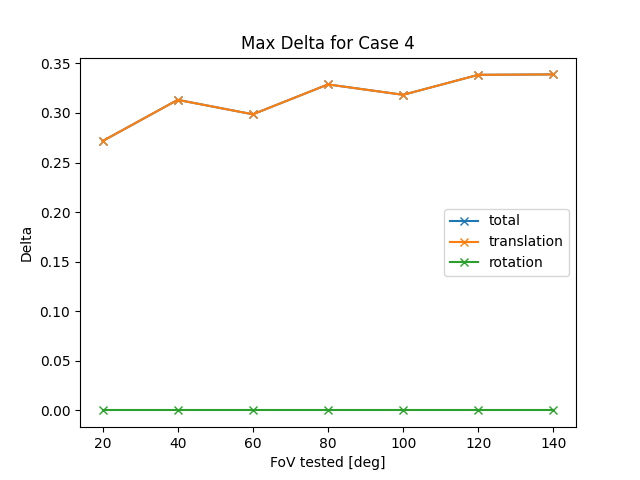 Max Delta for Case 4
0.35
0.30
0.25
0.20
0.15
0.10
0.05
0.00
Delta
total
translation
rotation
20 40 60 80 100 120 140
FoV tested [deg]